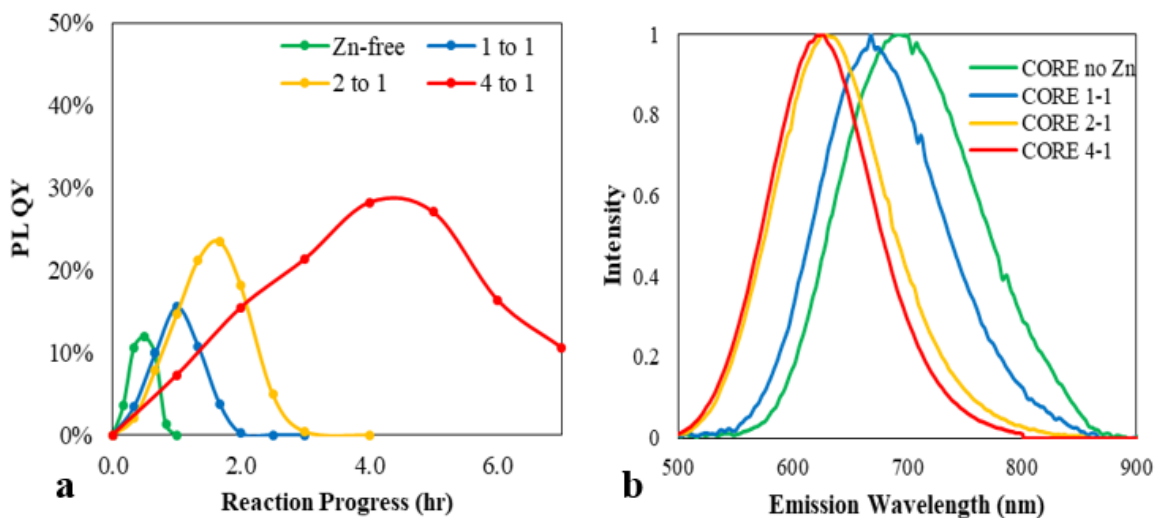 50%
40%
30%
20%
10%
0%
PL QY
Zn-free
1 to 1
2 to 1
4 to 1
0.0
2.0
4.0
6.0
Reaction Progress (hr)
a
1
0.8
0.6
0.4
0.2
0
Intensity
CORE no Zn
CORE 1-1
CORE 2-1
CORE 4-1
500
600
700
800
900
Emission Wavelength (nm)
b